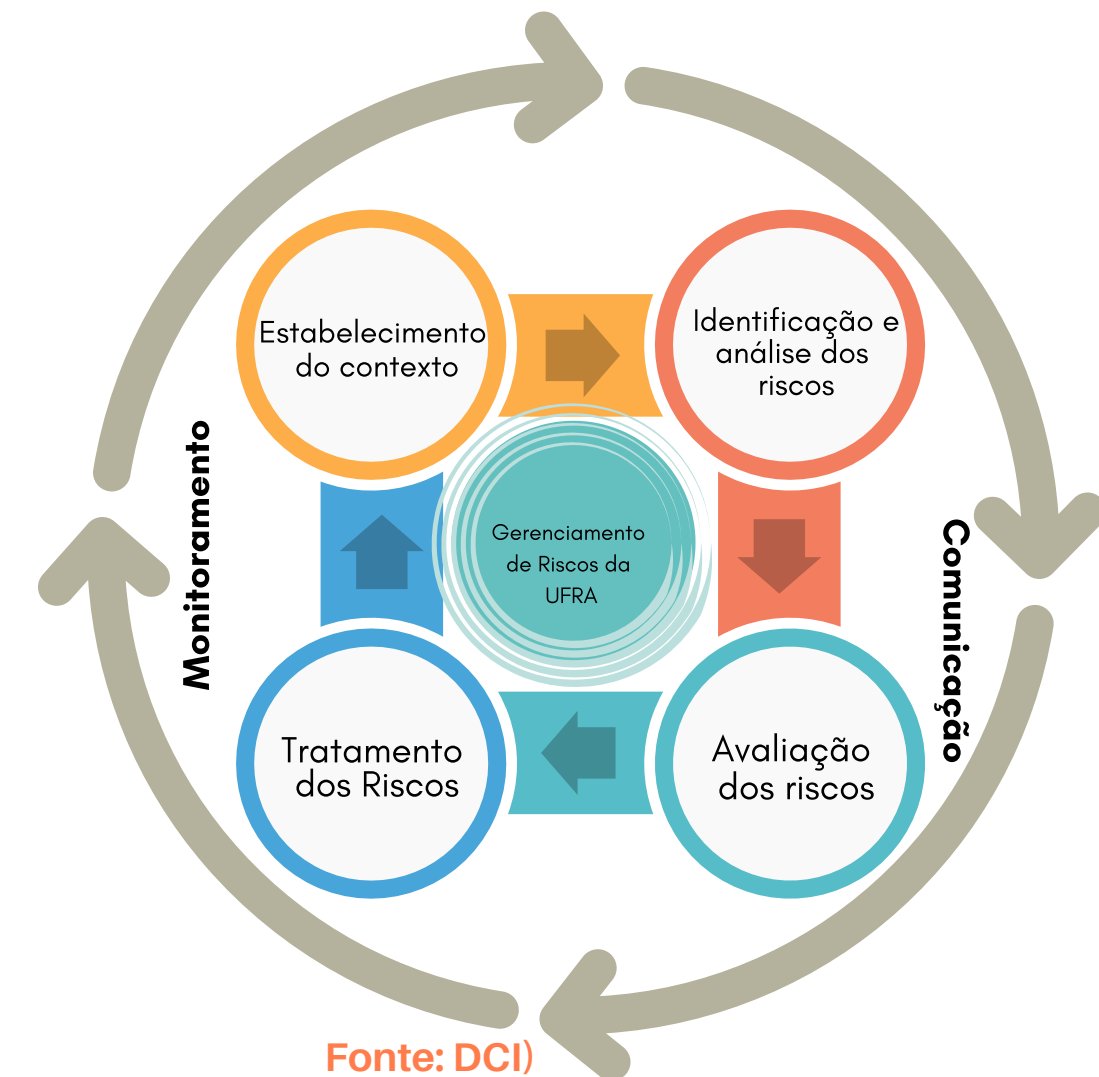 Estabelecimento
do contexto
Identificação e
análise dos
riscos
Monitoramento
Gerenciamento
de Riscos da
UFRA
Comunicação
Tratamento
dos Riscos
Avaliação
dos riscos
Fonte: DCI)